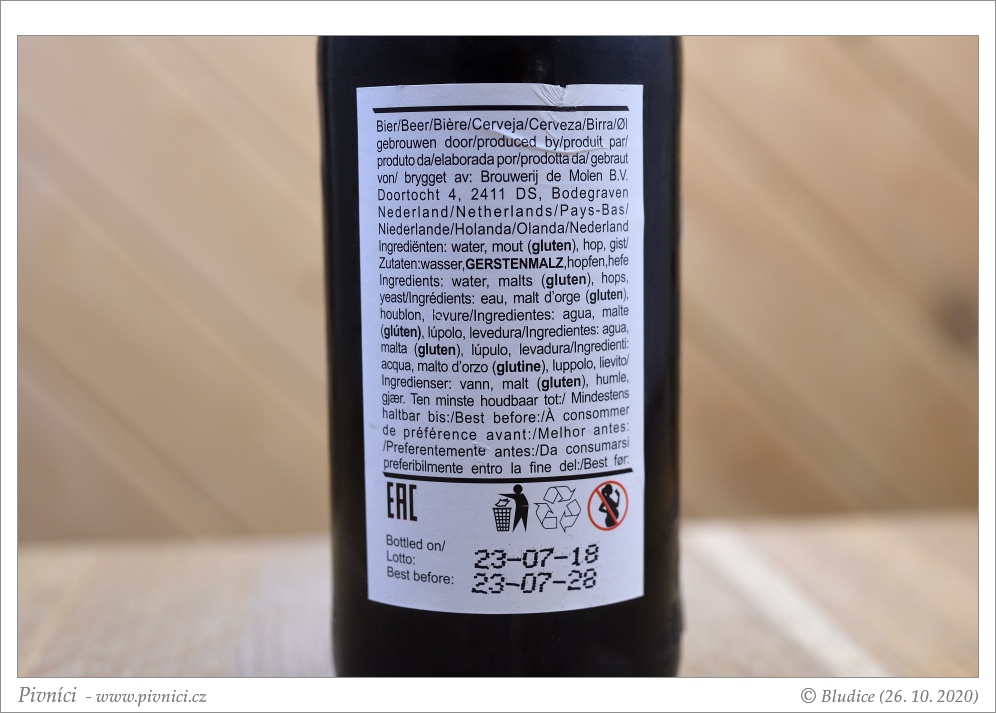 Bier/Beer/Bière/Cerveja/Cerveza/Birra/Øl
gebrouwen door/produced by/produit par/
produto da/elaborada por/prodotta da/ gebraut
von/ brygget av: Brouwerij de Molen B.V.
Doortocht 4, 2411 DS, Bodegraven
Nederland/Netherlands/Pays-Bas/
Niederlande/Holanda/Olanda/Nederland
Ingrediënten: water, mout (gluten), hop, gist/
Zutaten:wasser,GERSTENMALZ,hopfen,hefe
Ingredients: water, malts (gluten), hops,
yeast/Ingrédients: eau, malt d'orge (gluten),
houblon, levure/Ingredientes: agua, malte
(glúten), lúpolo, levedura/Ingredientes: agua,
malta (gluten), lúpulo, levadura/Ingredienti:
acqua, malto d'orzo (glutine), luppolo, lievito/
Ingredienser: vann, malt (gluten), humle,
gjær. Ten minste houdbaar tot:/ Mindestens
haltbar bis:/Best before:/À consommer
de préférence avant:/Melhor antes:
/Preferentemente antes:/Da consumarsi
preferibilmente entro la fine del:/Best før:
EAC
Bottled on/
Lotto: 23-07-18
Best before: 23-07-28
Pivníci - www.pivnici.cz
© Bludice (26. 10. 2020)